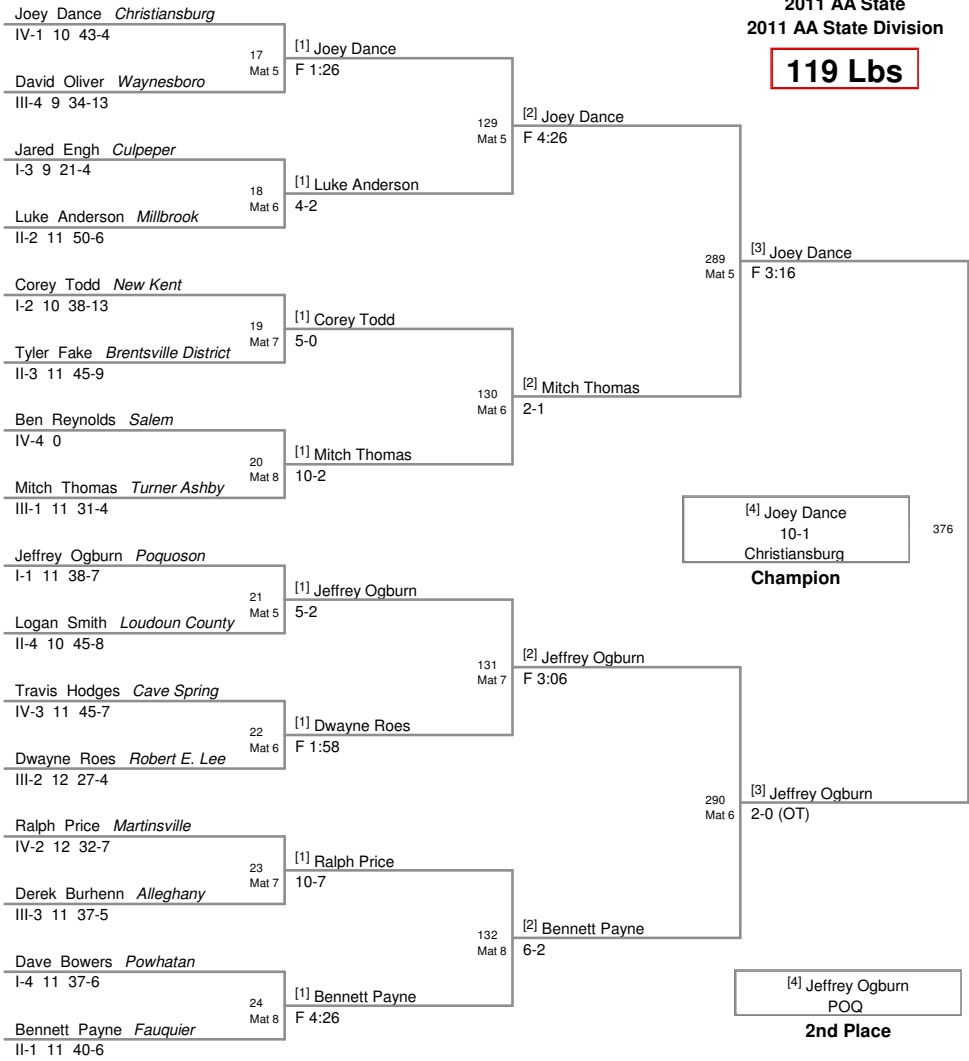 2011 AA State
2011 AA State Division
119 Lbs
Joey Dance Christiansburg
IV-1 10 43-4
17
Mat 5
[1] Joey Dance
F 1:26
David Oliver Waynesboro
III-4 9 34-13
129
Mat 5
[2] Joey Dance
F 4:26
Jared Engh Culpeper
I-3 9 21-4
18
Mat 6
[1] Luke Anderson
4-2
Luke Anderson Millbrook
II-2 11 50-6
289
Mat 5
[3] Joey Dance
F 3:16
Corey Todd New Kent
I-2 10 38-13
19
Mat 7
[1] Corey Todd
5-0
Tyler Fake Brentsville District
II-3 11 45-9
130
Mat 6
[2] Mitch Thomas
2-1
Ben Reynolds Salem
IV-4 0
20
Mat 8
[1] Mitch Thomas
10-2
Mitch Thomas Turner Ashby
III-1 11 31-4
[4] Joey Dance
10-1
Christiansburg
Champion
376
Jeffrey Ogburn Poquoson
I-1 11 38-7
21
Mat 5
[1] Jeffrey Ogburn
5-2
Logan Smith Loudoun County
II-4 10 45-8
131
Mat 7
[2] Jeffrey Ogburn
F 3:06
Travis Hodges Cave Spring
IV-3 11 45-7
22
Mat 6
[1] Dwayne Roes
F 1:58
Dwayne Roes Robert E. Lee
III-2 12 27-4
290
Mat 6
[3] Jeffrey Ogburn
2-0 (OT)
Ralph Price Martinsville
IV-2 12 32-7
23
Mat 7
[1] Ralph Price
10-7
Derek Burhenn Alleghany
III-3 11 37-5
132
Mat 8
[2] Bennett Payne
6-2
Dave Bowers Powhatan
I-4 11 37-6
24
Mat 8
[1] Bennett Payne
F 4:26
Bennett Payne Fauquier
II-1 11 40-6
[4] Jeffrey Ogburn
POQ
2nd Place